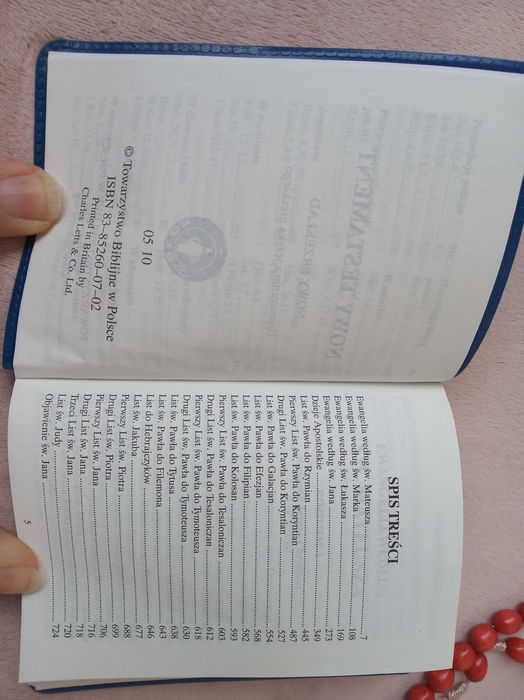 05 10
© Towarzystwo Biblijne w Polsce
ISBN 83–85260–07–02
Printed in Britain by
Charles Letts & Co. Ltd.
SPIS TREŚCI
Ewangelia według św. Mateusza 7
Ewangelia według św. Marka 108
Ewangelia według św. Łukasza 169
Ewangelia według św. Jana 273
Dzieje Apostolskie 349
List św. Pawła do Rzymian 445
Pierwszy List św. Pawła do Koryntian 487
Drugi List św. Pawła do Koryntian 527
List św. Pawła do Galacjan 554
List św. Pawła do Efezjan 568
List św. Pawła do Filipian 582
List św. Pawła do Kolosan 593
Pierwszy List św. Pawła do Tesaloniczan 603
Drugi List św. Pawła do Tesaloniczan 612
Pierwszy List św. Pawła do Tymoteusza 618
Drugi List św. Pawła do Tymoteusza 630
List św. Pawła do Tytusa 638
List św. Pawła do Filemona 643
List do Hebrajczyków 646
List św. Jakuba 677
Pierwszy List św. Piotra 688
Drugi List św. Piotra 699
Pierwszy List św. Jana 706
Drugi List św. Jana 716
Trzeci List św. Jana 718
List św. Judy 720
Objawienie św. Jana 724
5